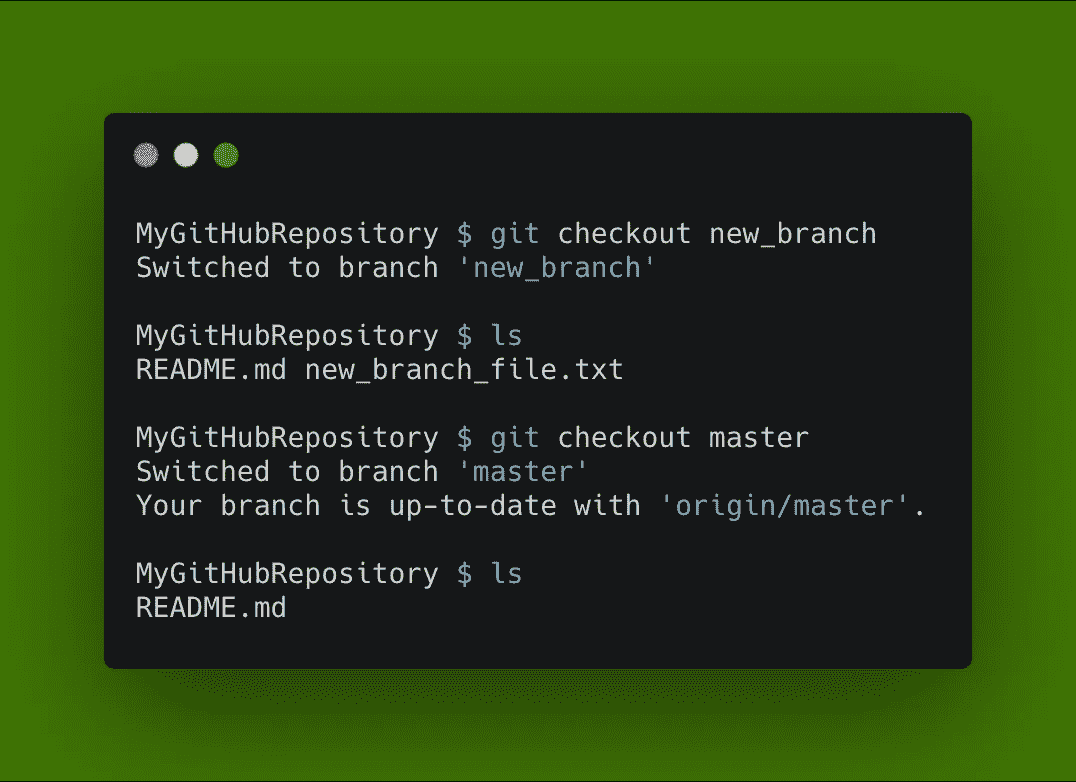 MyGitHubRepository $ git checkout new_branch
Switched to branch 'new_branch'
MyGitHubRepository $ ls
README.md new_branch_file.txt
MyGitHubRepository $ git checkout master
Switched to branch 'master'
Your branch is up-to-date with 'origin/master'.
MyGitHubRepository $ ls
README.md